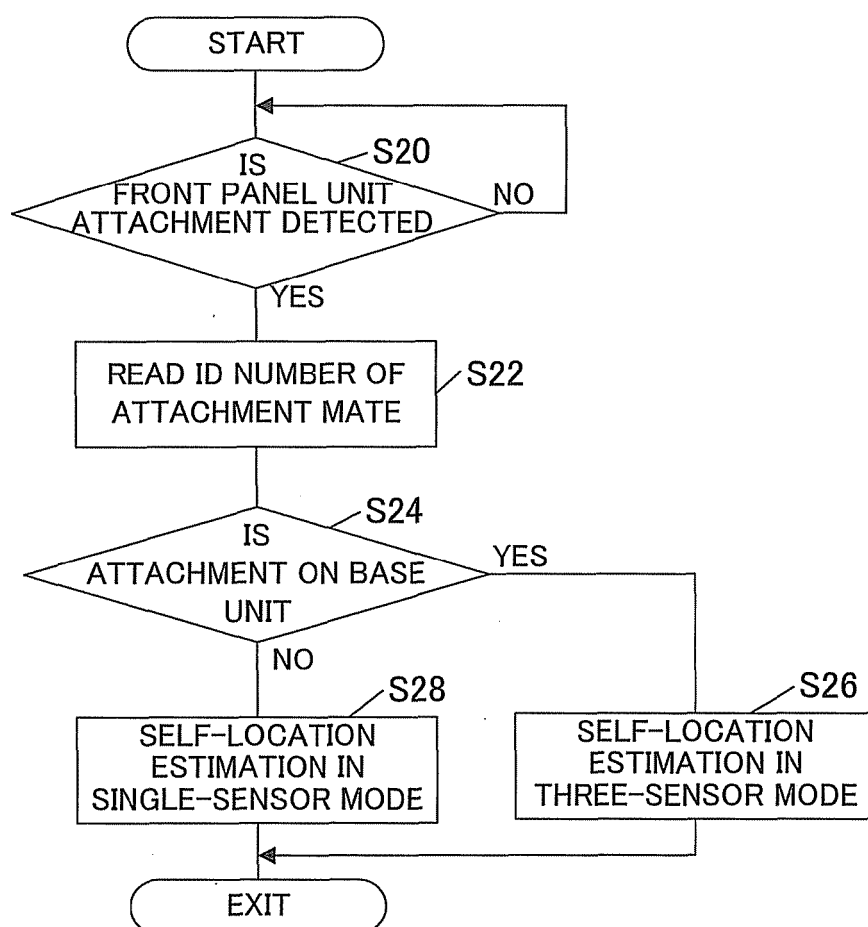 START
S20
IS
FRONT PANEL UNIT
ATTACHMENT DETECTED
NO
YES
READ ID NUMBER OF
ATTACHMENT MATE
S22
S24
IS
ATTACHMENT ON BASE
UNIT
YES
NO
S28
SELF-LOCATION
ESTIMATION IN
SINGLE-SENSOR MODE
S26
SELF-LOCATION
ESTIMATION IN
THREE-SENSOR MODE
EXIT